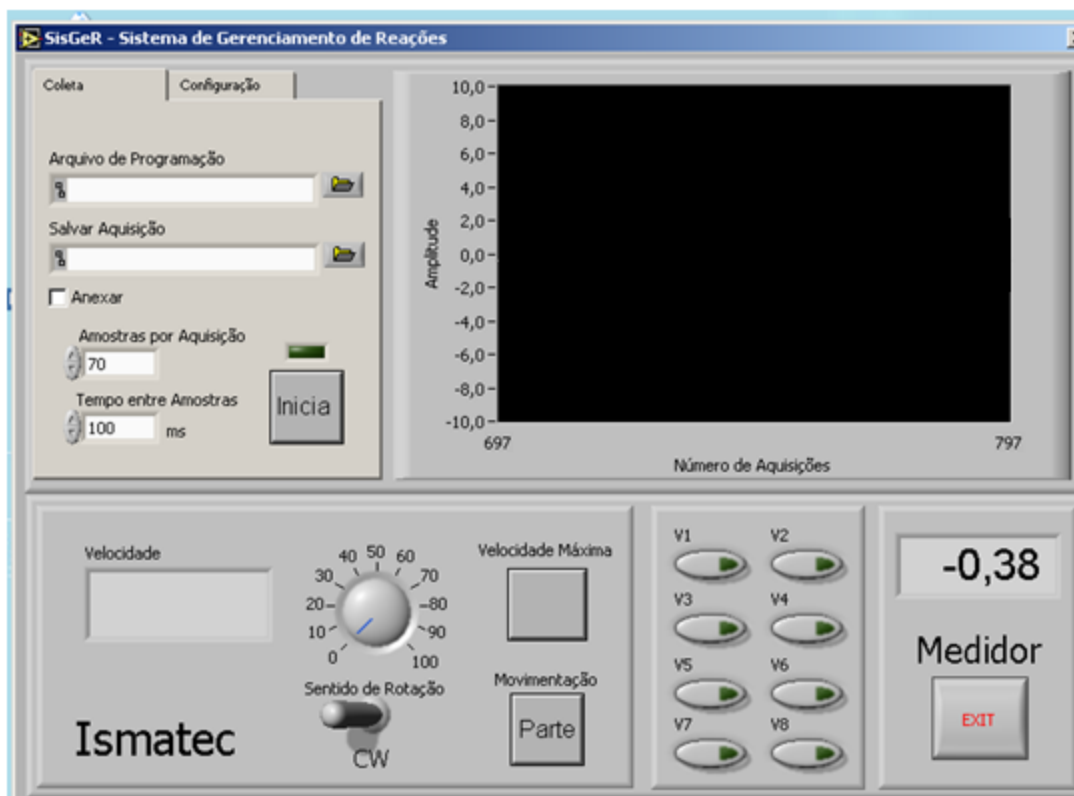 SisGeR - Sistema de Gerenciamento de Reações
Coleta
Configuração
Arquivo de Programação
Salvar Aquisição
Anexar
Amostras por Aquisição
70
Tempo entre Amostras
100 ms
Inicia
Amplitude
10,0
8,0
6,0
4,0
2,0
0,0
-2,0
-4,0
-6,0
-8,0
-10,0
697 797
Número de Aquisições
Velocidade
0
10
20
30
40
50
60
70
80
90
100
Sentido de Rotação
CW
Ismatec
Velocidade Máxima
Movimentação
Parte
V1 V2
V3 V4
V5 V6
V7 V8
-0,38
Medidor
EXIT